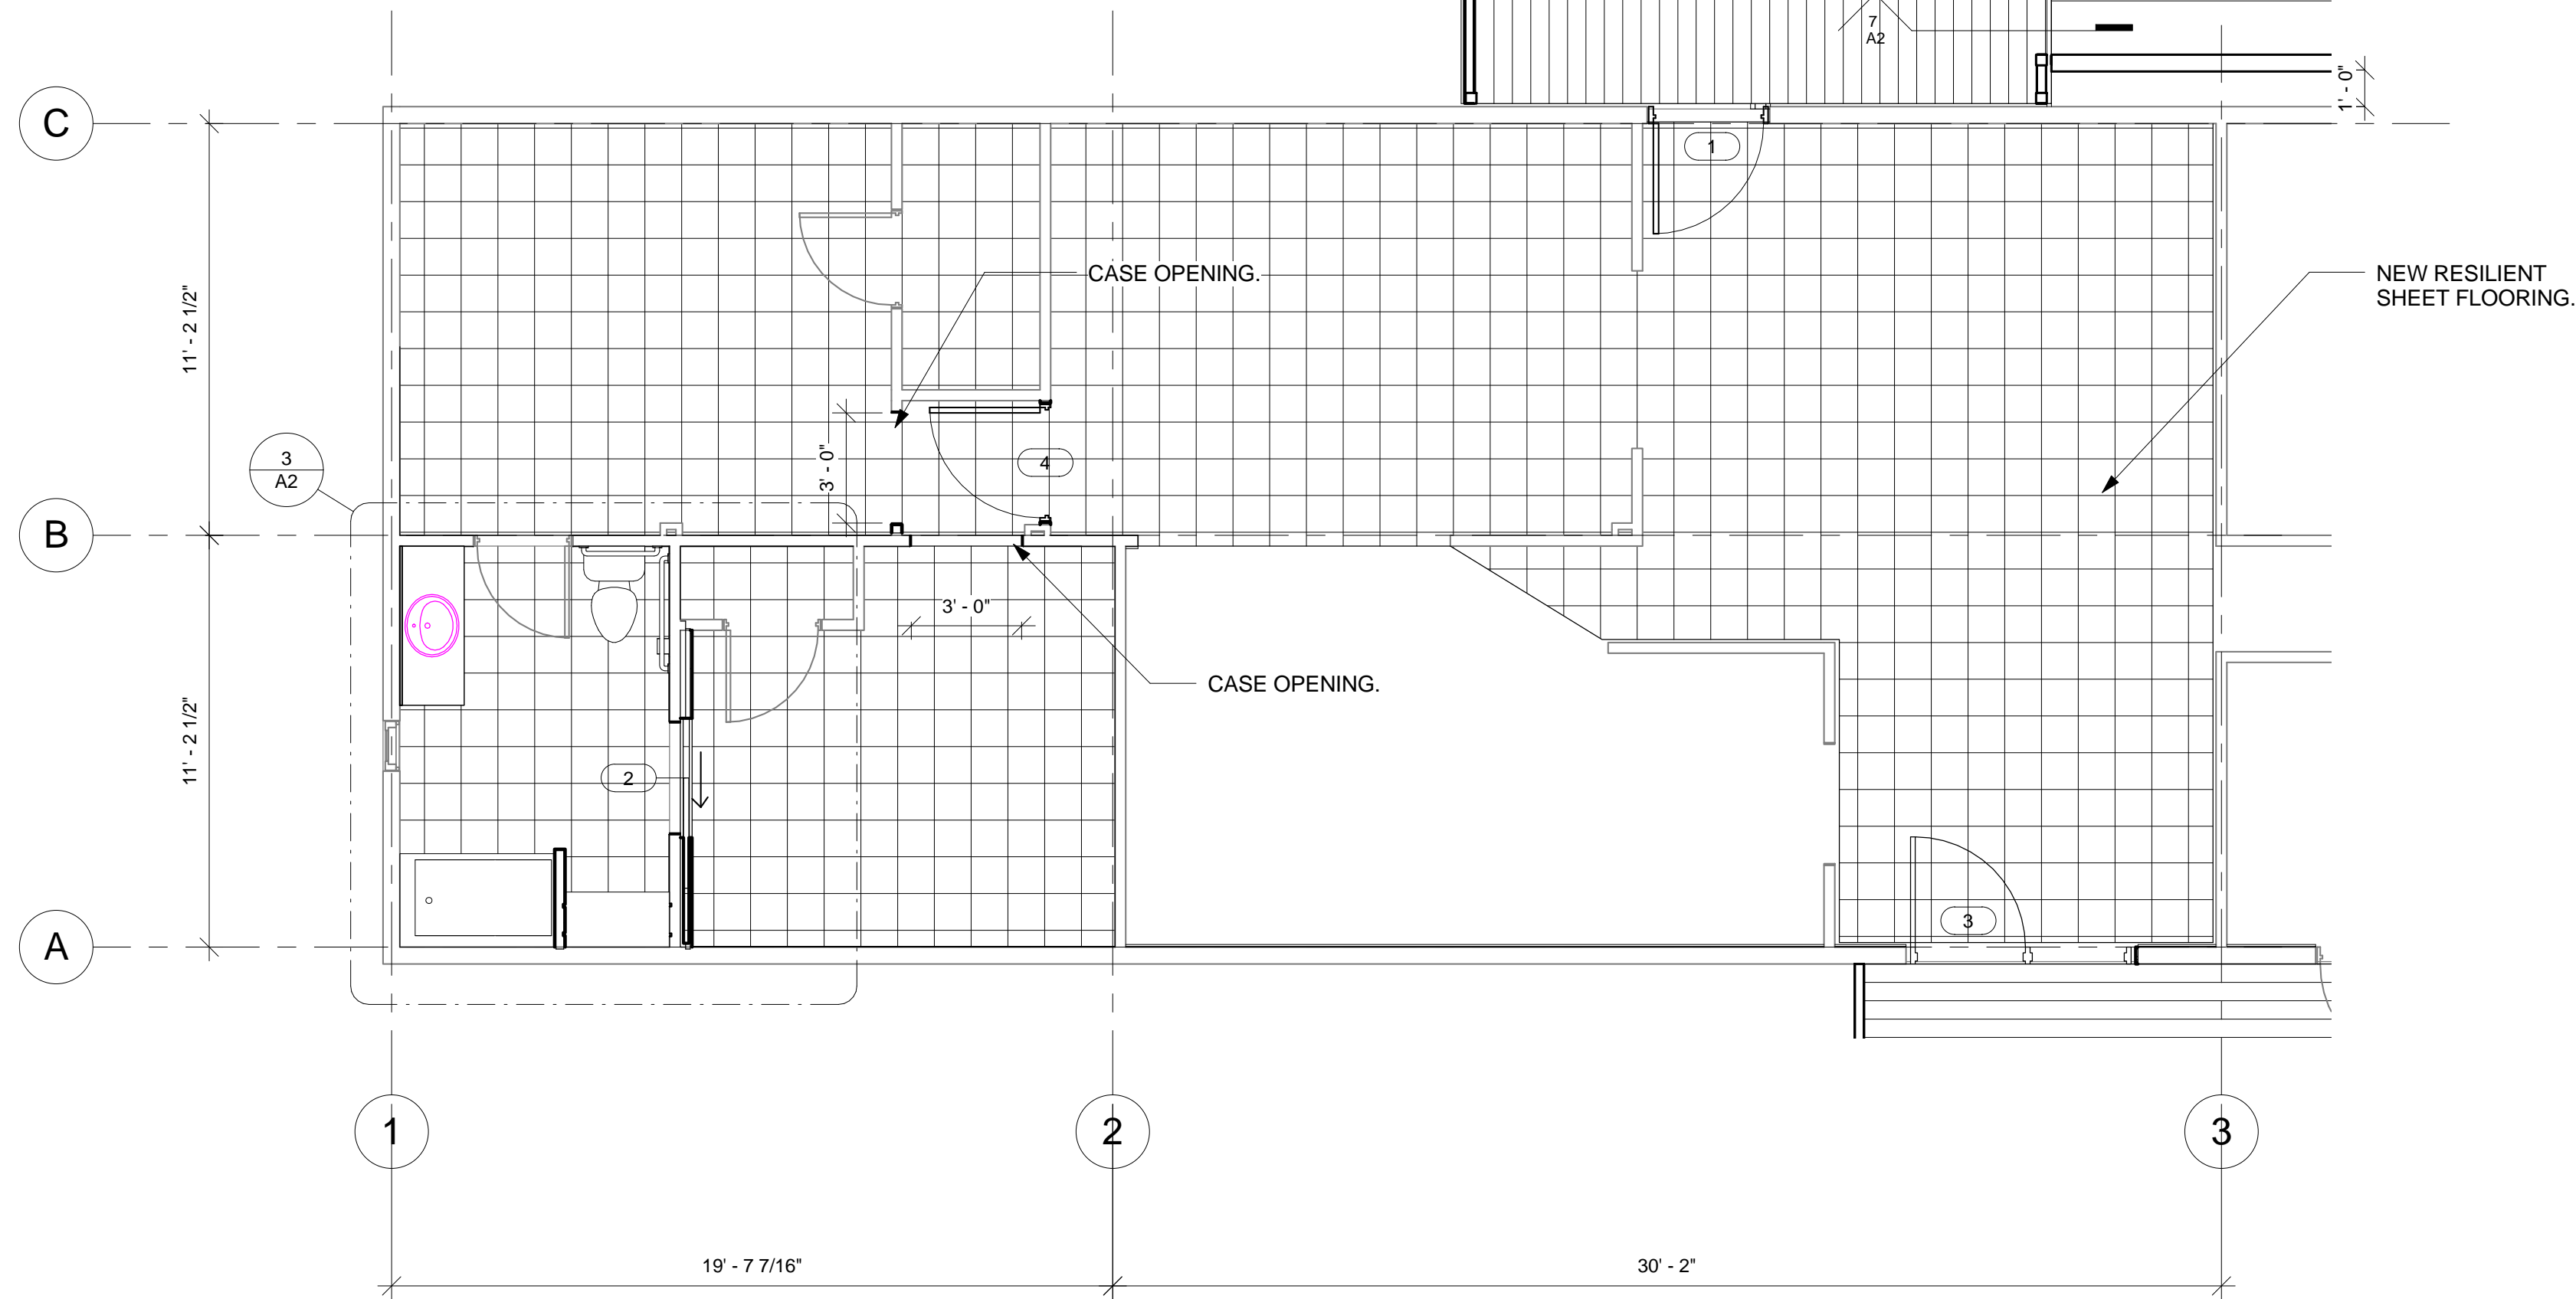 7
A2
1' - 0"
C
1
11' - 2 1/2"
CASE OPENING.
NEW RESILIENT
SHEET FLOORING.
3
A2
3' - 0"
4
B
3' - 0"
CASE OPENING.
11' - 2 1/2"
2
3
A
1
2
3
19' - 7 7/16"
30' - 2"